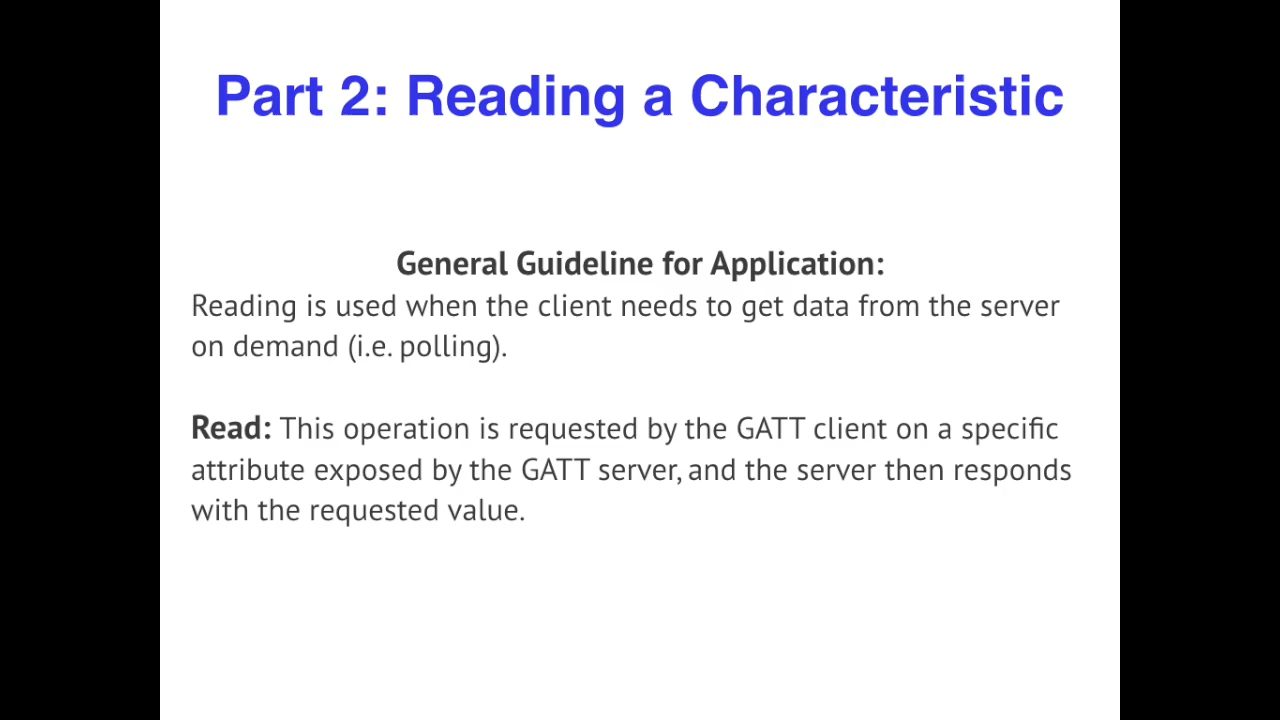 Part 2: Reading a Characteristic
General Guideline for Application:
Reading is used when the client needs to get data from the server
on demand (i.e. polling).
Read: This operation is requested by the GATT client on a specific
attribute exposed by the GATT server, and the server then responds
with the requested value.